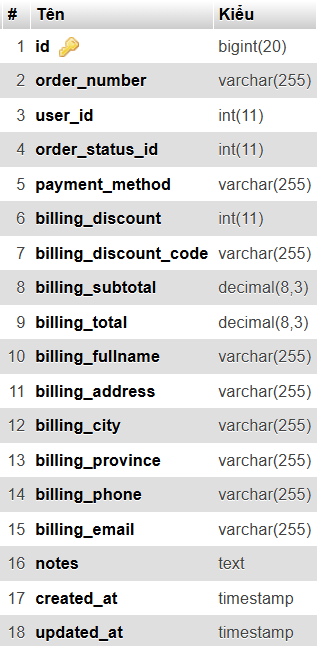 # Tên Kiểu
1 id bigint(20)
2 order_number varchar(255)
3 user_id int(11)
4 order_status_id int(11)
5 payment_method varchar(255)
6 billing_discount int(11)
7 billing_discount_code varchar(255)
8 billing_subtotal decimal(8,3)
9 billing_total decimal(8,3)
10 billing_fullname varchar(255)
11 billing_address varchar(255)
12 billing_city varchar(255)
13 billing_province varchar(255)
14 billing_phone varchar(255)
15 billing_email varchar(255)
16 notes text
17 created_at timestamp
18 updated_at timestamp